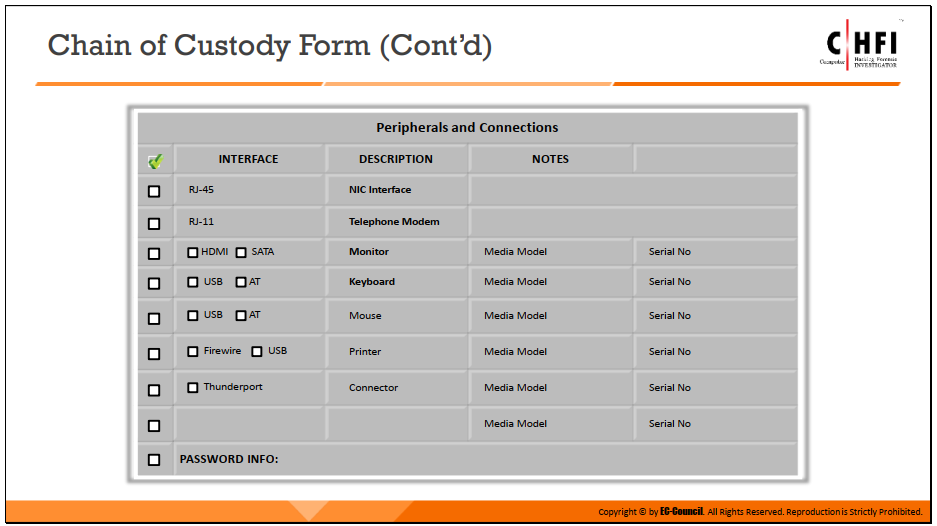 Chain of Custody Form (Cont'd)
C HFI
Computer Hacking Forensic
INVESTIGATOR
Peripherals and Connections
INTERFACE DESCRIPTION NOTES
RJ-45 NIC Interface
RJ-11 Telephone Modem
HDMI SATA Monitor Media Model Serial No
USB AT Keyboard Media Model Serial No
USB AT Mouse Media Model Serial No
Firewire USB Printer Media Model Serial No
Thunderport Connector Media Model Serial No
Media Model Serial No
PASSWORD INFO:
Copyright © by EC-Council. All Rights Reserved. Reproduction is Strictly Prohibited.